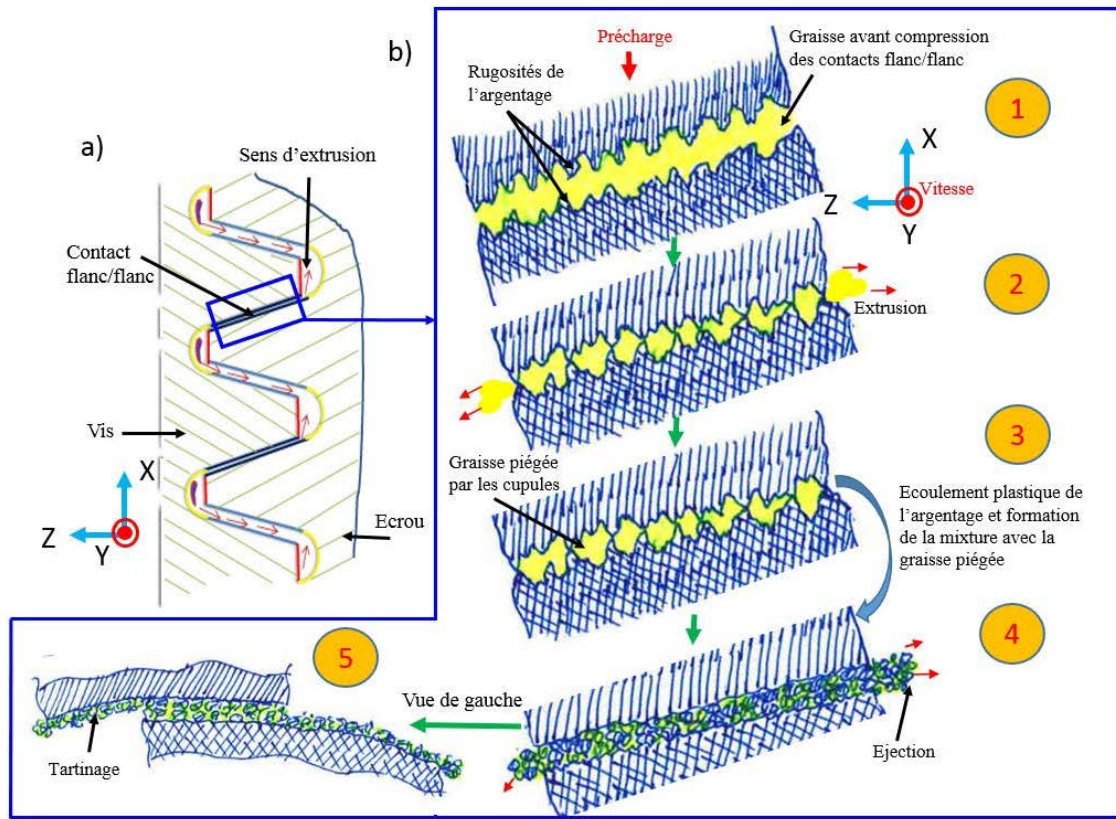 a)
Sens d'extrusion
Contact
flanc/flanc
Vis
X
Z
Y
Ecrou
b)
Précharge
Graisse avant compression
des contacts flanc/flanc
Rugosités de
l'argentage
1
X
Vitesse
Z
Y
2
Extrusion
3
Graisse piégée
par les cupules
Ecoulement plastique de
l'argentage et formation
de la mixture avec la
graisse piégée
4
Ejection
Vue de gauche
5
Tartinage